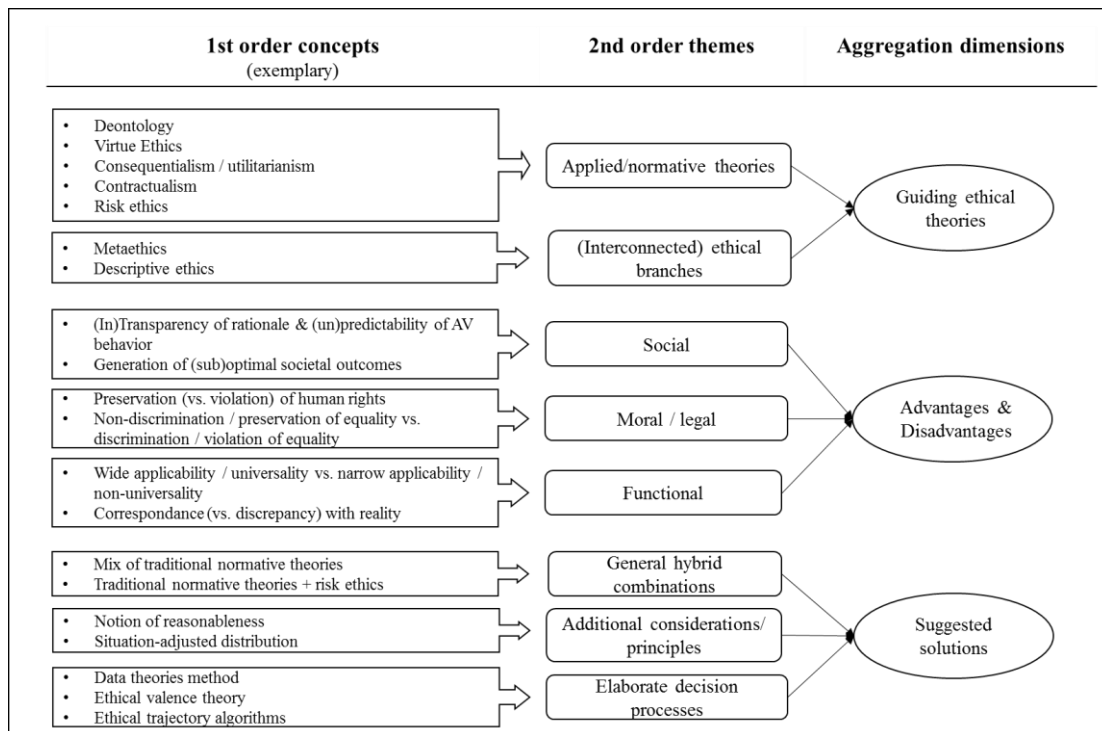 1st order concepts
(exemplary)
2nd order themes
Aggregation dimensions
• Deontology
• Virtue Ethics
• Consequentialism / utilitarianism
• Contractualism
• Risk ethics
Applied/normative theories
• Metaethics
• Descriptive ethics
(Interconnected) ethical
branches
Guiding ethical
theories
• (In)Transparency of rationale & (un)predictability of AV
behavior
• Generation of (sub)optimal societal outcomes
Social
• Preservation (vs. violation) of human rights
• Non-discrimination / preservation of equality vs.
discrimination / violation of equality
Moral / legal
• Wide applicability / universality vs. narrow applicability /
non-universality
• Correspondance (vs. discrepancy) with reality
Functional
Advantages &
Disadvantages
• Mix of traditional normative theories
• Traditional normative theories + risk ethics
General hybrid
combinations
• Notion of reasonableness
• Situation-adjusted distribution
Additional considerations/
principles
• Data theories method
• Ethical valence theory
• Ethical trajectory algorithms
Elaborate decision
processes
Suggested
solutions